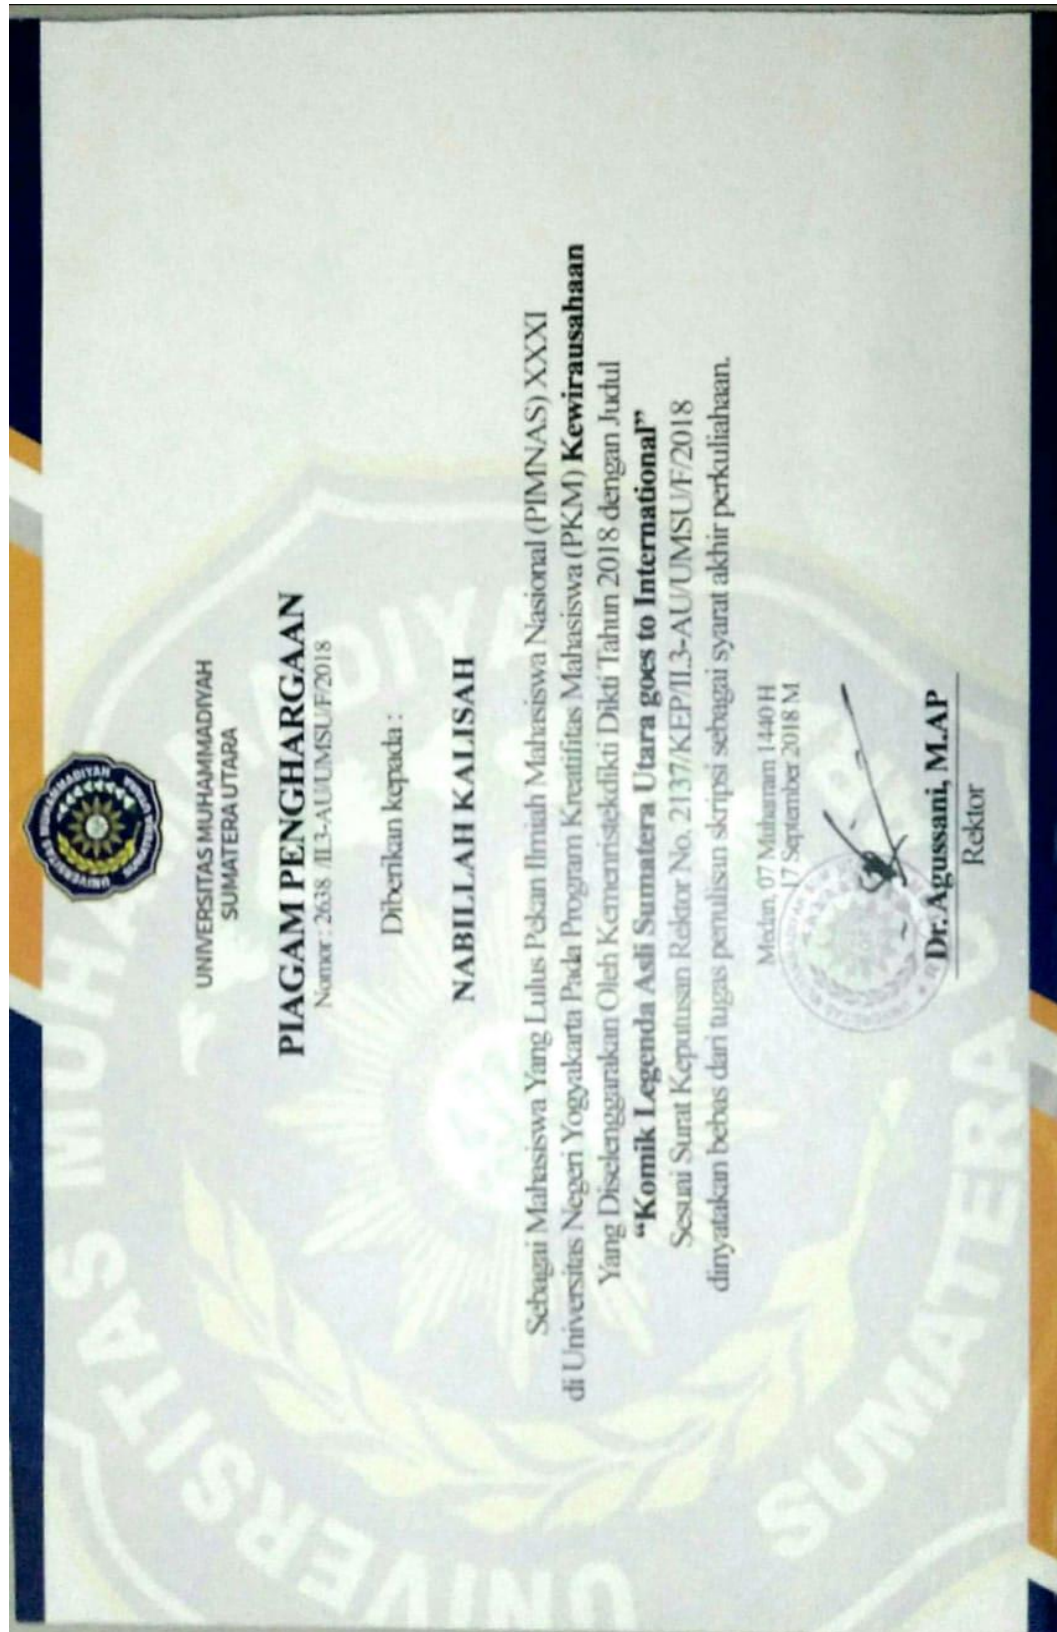 UNIVERSITAS MUHAMMADIYAH
SUMATERA UTARA
PIAGAM PENGHARGAAN
Nomor : 2638 /II.3-AU/UMSU/F/2018
Diberikan kepada :
NABILLAH KALISAH
Sebagai Mahasiswa Yang Lulus Pekan Ilmiah Mahasiswa Nasional (PIMNAS) XXXI
di Universitas Negeri Yogyakarta Pada Program Kreatifitas Mahasiswa (PKM) Kewirausahaan
Yang Diselenggarakan Oleh Kemenristekdikti Dikti Tahun 2018 dengan Judul
“Komik Legenda Asli Sumatera Utara goes to International”
Sesuai Surat Keputusan Rektor No. 2137/KEP/II.3-AU/UMSU/F/2018
dinyatakan bebas dari tugas penulisan skripsi sebagai syarat akhir perkuliahaan.
Medan, 07 Muharram 1440 H
17 September 2018 M
Dr. Agussani, M.AP
Rektor
UNIVERSITAS MUHAMMADIYAH
SUMATERA U